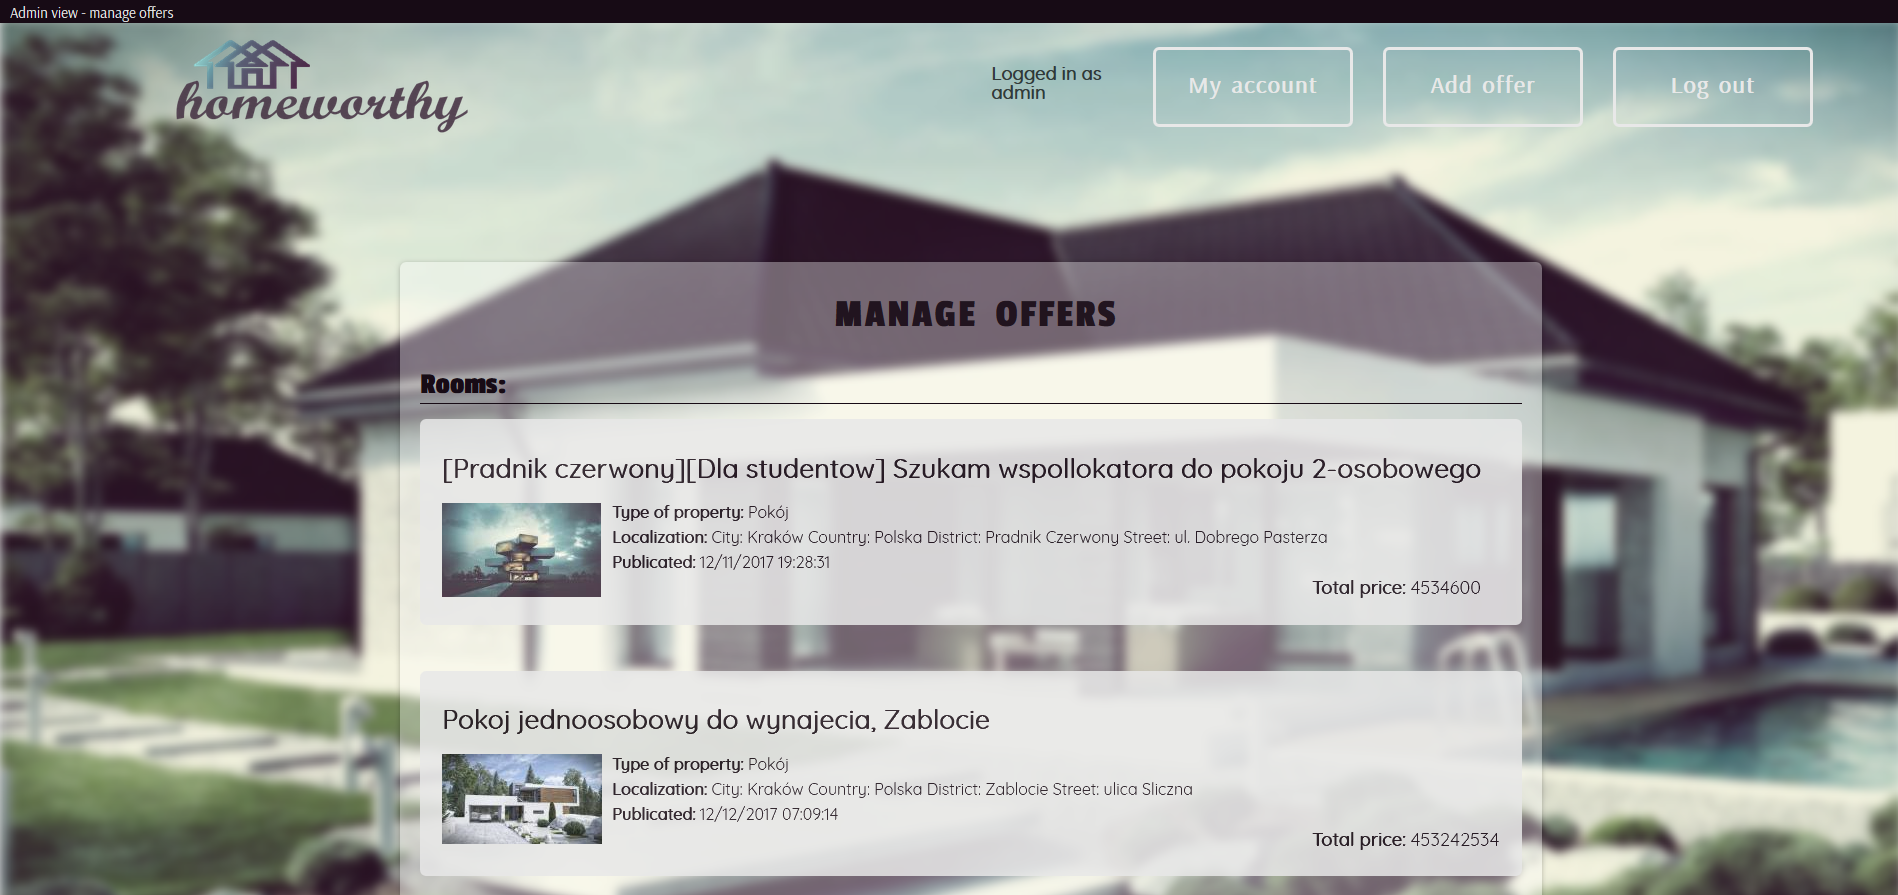 Admin view - manage offers
homeworthy
Logged in as
admin
My account
Add offer
Log out
MANAGE OFFERS
Rooms:
[Pradnik czerwony][Dla studentow] Szukam wspollokatora do pokoju 2-osobowego
Type of property: Pokój
Localization: City: Kraków Country: Polska District: Pradnik Czerwony Street: ul. Dobrego Pasterza
Publicated: 12/11/2017 19:28:31
Total price: 4534600
Pokoj jednoosobowy do wynajecia, Zablocie
Type of property: Pokój
Localization: City: Kraków Country: Polska District: Zablocie Street: ulica Sliczna
Publicated: 12/12/2017 07:09:14
Total price: 453242534